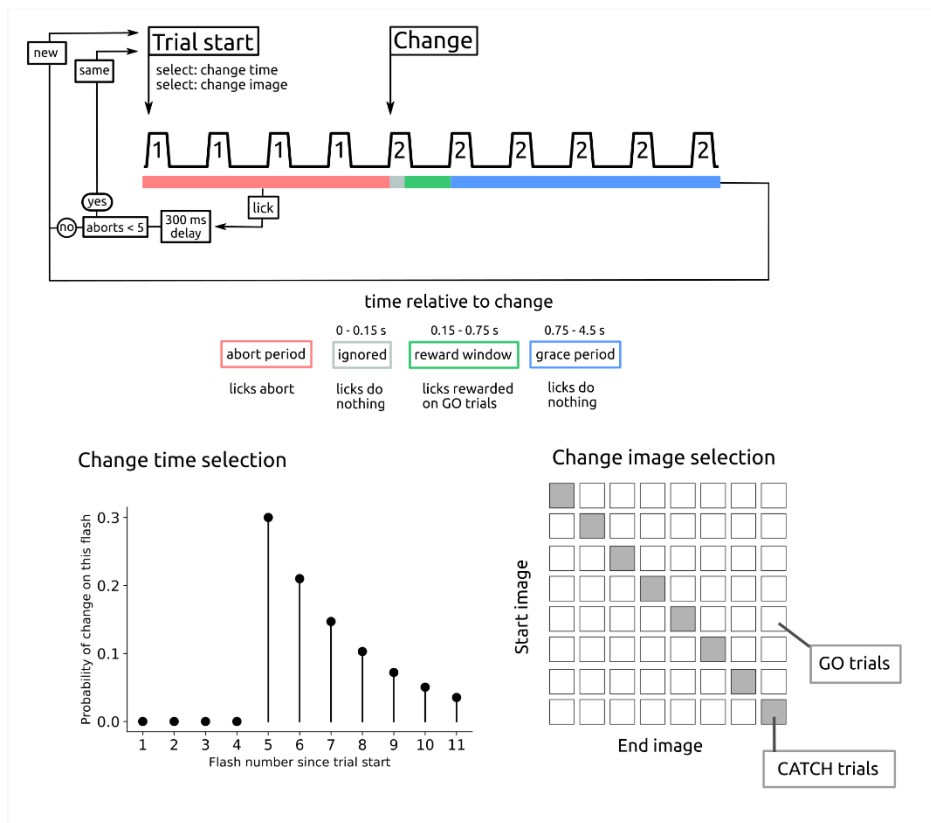 Trial start
Change
new
same
select: change time
select: change image
1 1 1 1 2 2 2 2 2 2
yes
lick
no
aborts < 5
300 ms
delay
time relative to change
0 - 0.15 s
0.15 - 0.75 s
0.75 - 4.5 s
abort period
ignored
reward window
grace period
licks abort
licks do
nothing
licks rewarded
on GO trials
licks do
nothing
Change time selection
Probability of change on this flash
0.3
0.2
0.1
0.0
1 2 3 4 5 6 7 8 9 10 11
Flash number since trial start
Change image selection
Start image
End image
GO trials
CATCH trials